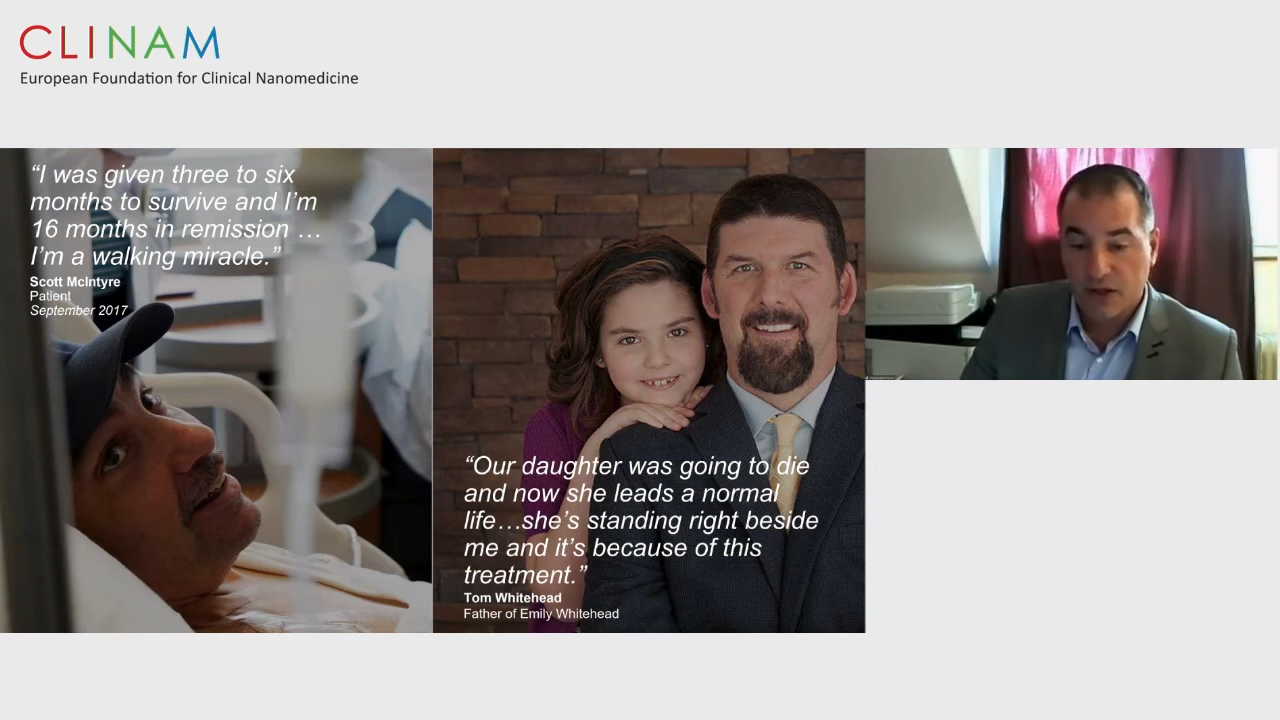 CLINAM
European Foundation for Clinical Nanomedicine
“I was given three to six
months to survive and I’m
16 months in remission …
I’m a walking miracle.”
Scott McIntyre
Patient
September 2017
“Our daughter was going to die
and now she leads a normal
life…she’s standing right beside
me and it’s because of this
treatment.”
Tom Whitehead
Father of Emily Whitehead